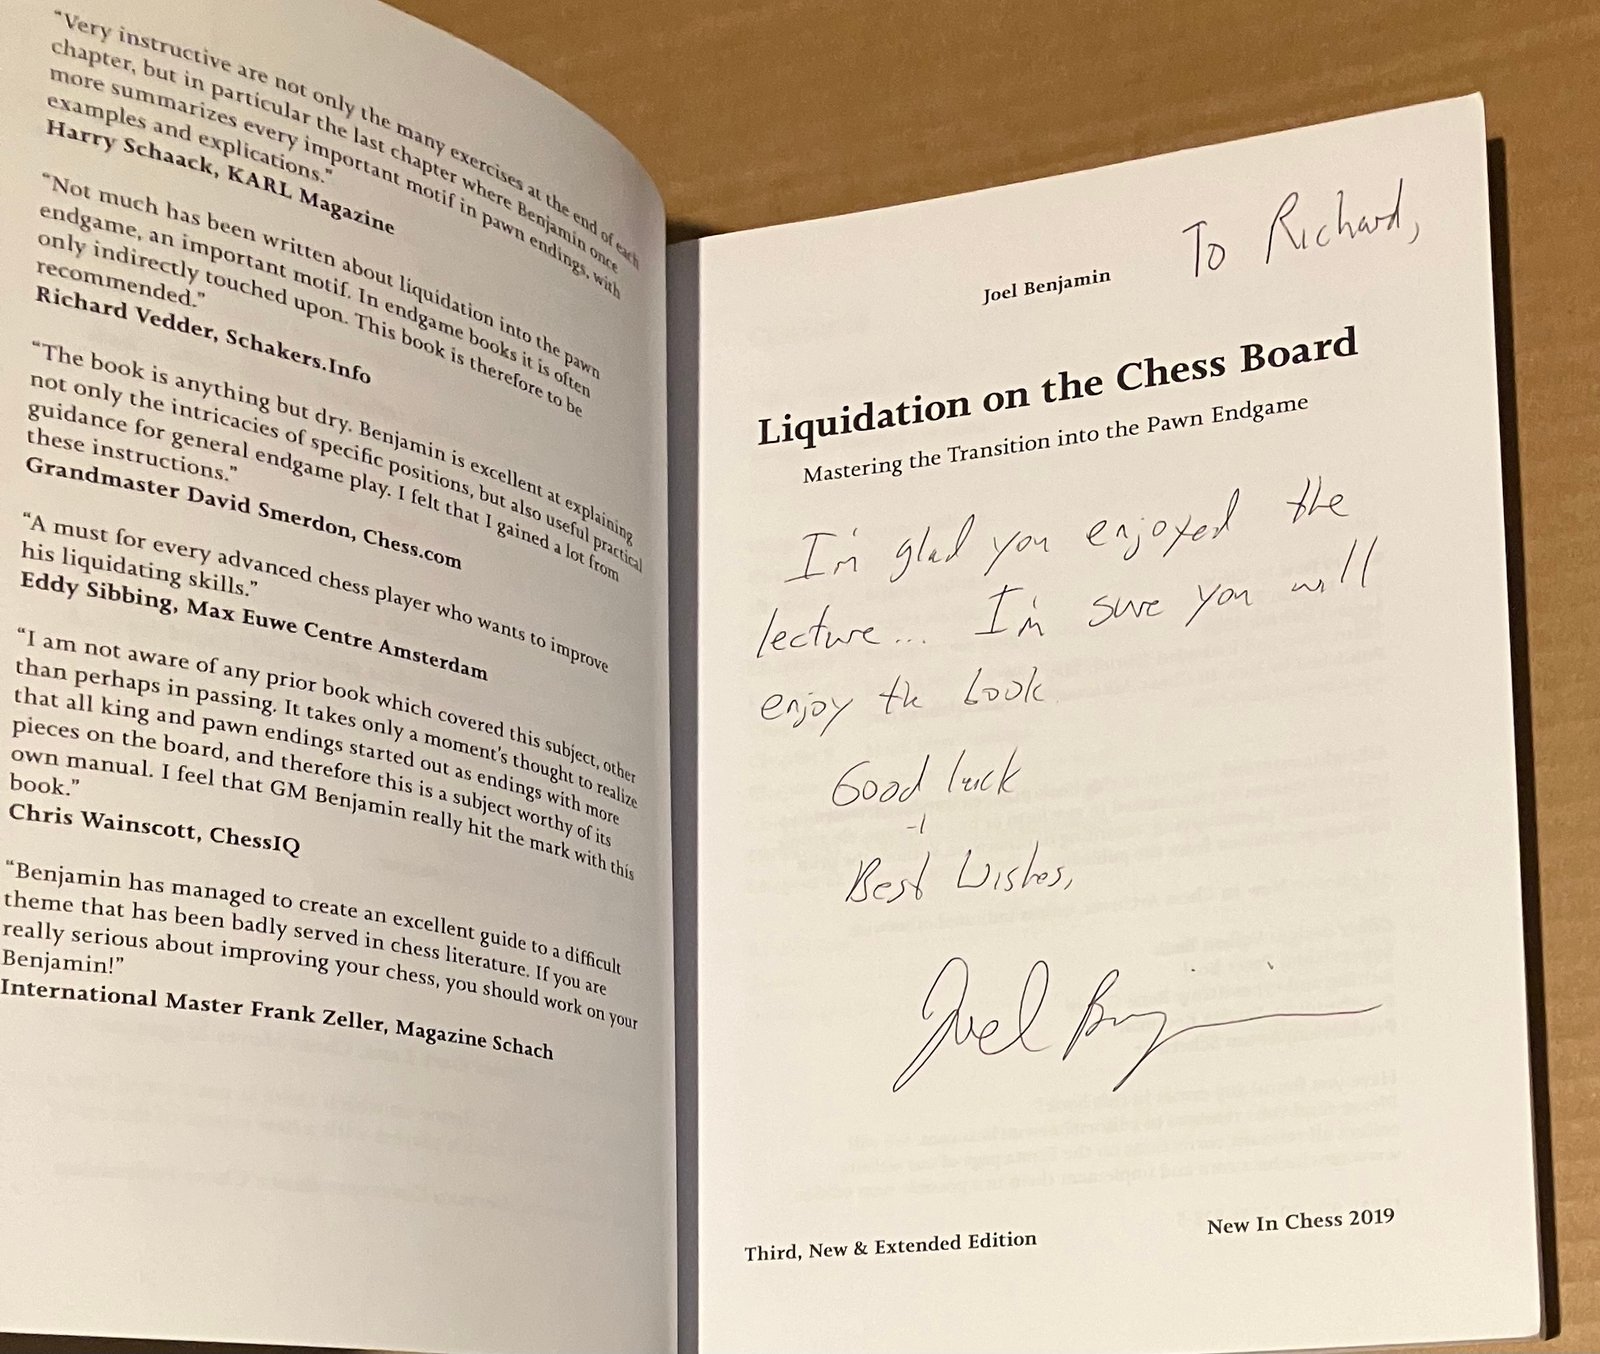 “Very instructive are not only the many exercises at the end of each
chapter, but in particular the last chapter where Benjamin once
more summarizes every important motif in pawn endings, with
examples and explications.”
Harry Schaack, KARL Magazine
“Not much has been written about liquidation into the pawn
endgame, an important motif. In endgame books it is often
only indirectly touched upon. This book is therefore to be
recommended.”
Richard Vedder, Schakers.Info
“The book is anything but dry. Benjamin is excellent at explaining
not only the intricacies of specific positions, but also useful practical
guidance for general endgame play. I felt that I gained a lot from
these instructions.”
Grandmaster David Smerdon, Chess.com
“A must for every advanced chess player who wants to improve
his liquidating skills.”
Eddy Sibbing, Max Euwe Centre Amsterdam
“I am not aware of any prior book which covered this subject, other
than perhaps in passing. It takes only a moment’s thought to realize
that all king and pawn endings started out as endings with more
pieces on the board, and therefore this is a subject worthy of its
own manual. I feel that GM Benjamin really hit the mark with this
book.”
Chris Wainscott, ChessIQ
“Benjamin has managed to create an excellent guide to a difficult
theme that has been badly served in chess literature. If you are
really serious about improving your chess, you should work on your
Benjamin!”
International Master Frank Zeller, Magazine Schach
To Richard,
Joel Benjamin
Liquidation on the Chess Board
Mastering the Transition into the Pawn Endgame
I'm glad you enjoyed the
lecture... I'm sure you will
enjoy the book
Good luck
Best Wishes,
Joel Benjamin
Third, New & Extended Edition
New In Chess 2019